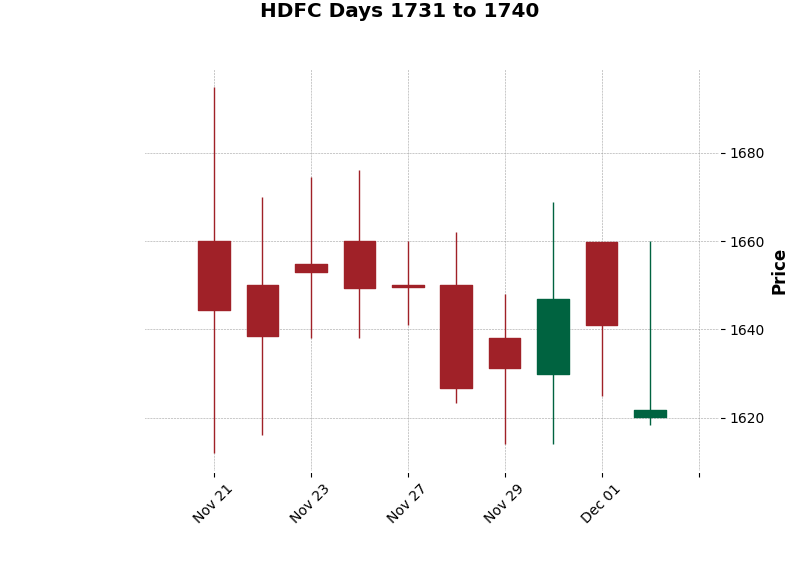 HDFC Days 1731 to 1740
1680
1660
1640
1620
Price
Nov 21
Nov 23
Nov 27
Nov 29
Dec 01